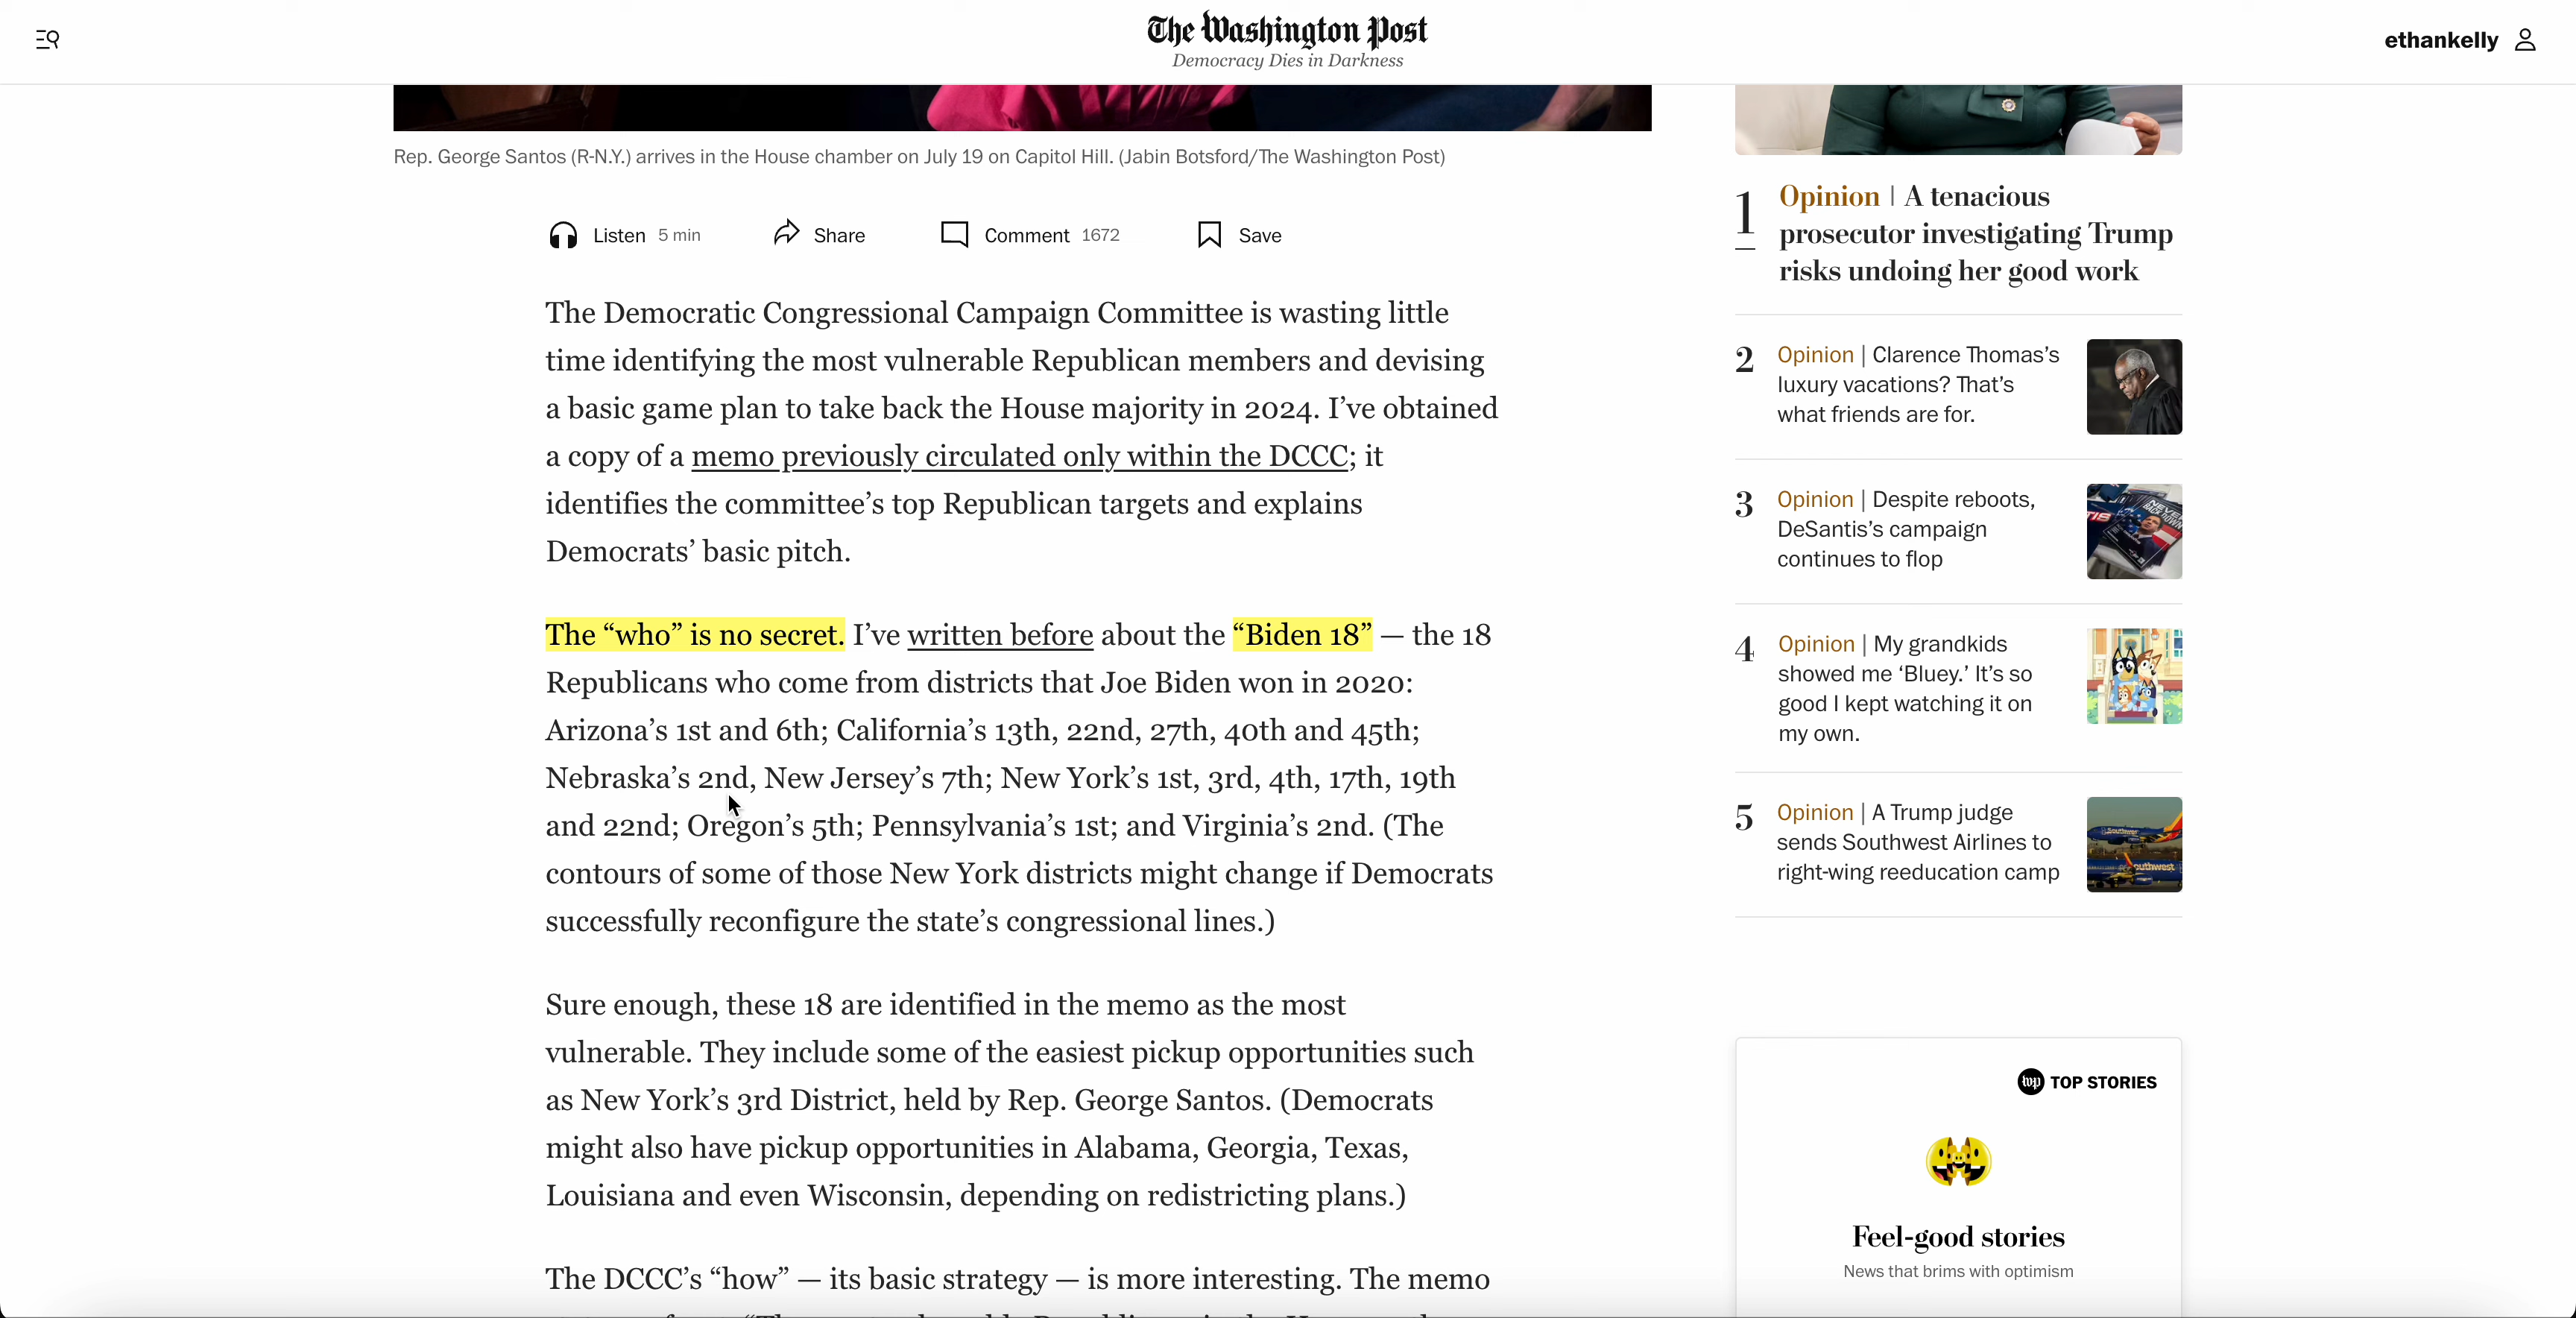 The Washington Post
Democracy Dies in Darkness
ethankelly
Rep. George Santos (R-N.Y.) arrives in the House chamber on July 19 on Capitol Hill. (Jabin Botsford/The Washington Post)
Listen 5 min Share Comment 1672 Save
The Democratic Congressional Campaign Committee is wasting little
time identifying the most vulnerable Republican members and devising
a basic game plan to take back the House majority in 2024. I’ve obtained
a copy of a memo previously circulated only within the DCCC; it
identifies the committee’s top Republican targets and explains
Democrats’ basic pitch.
The “who” is no secret. I’ve written before about the “Biden 18” — the 18
Republicans who come from districts that Joe Biden won in 2020:
Arizona’s 1st and 6th; California’s 13th, 22nd, 27th, 40th and 45th;
Nebraska’s 2nd, New Jersey’s 7th; New York’s 1st, 3rd, 4th, 17th, 19th
and 22nd; Oregon’s 5th; Pennsylvania’s 1st; and Virginia’s 2nd. (The
contours of some of those New York districts might change if Democrats
successfully reconfigure the state’s congressional lines.)
Sure enough, these 18 are identified in the memo as the most
vulnerable. They include some of the easiest pickup opportunities such
as New York’s 3rd District, held by Rep. George Santos. (Democrats
might also have pickup opportunities in Alabama, Georgia, Texas,
Louisiana and even Wisconsin, depending on redistricting plans.)
The DCCC’s “how” — its basic strategy — is more interesting. The memo
1
Opinion | A tenacious
prosecutor investigating Trump
risks undoing her good work
2
Opinion | Clarence Thomas’s
luxury vacations? That’s
what friends are for.
3
Opinion | Despite reboots,
DeSantis’s campaign
continues to flop
4
Opinion | My grandkids
showed me ‘Bluey.’ It’s so
good I kept watching it on
my own.
5
Opinion | A Trump judge
sends Southwest Airlines to
right-wing reeducation camp
wp TOP STORIES
Feel-good stories
News that brims with optimism